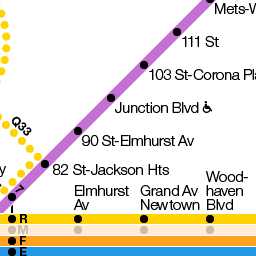 Mets-W
111 St
103 St-Corona Pl
Junction Blvd
Q33
90 St-Elmhurst Av
82 St-Jackson Hts
y
7
Elmhurst
Av
Grand Av
Newtown
Wood-
haven
Blvd
R
M
F
E